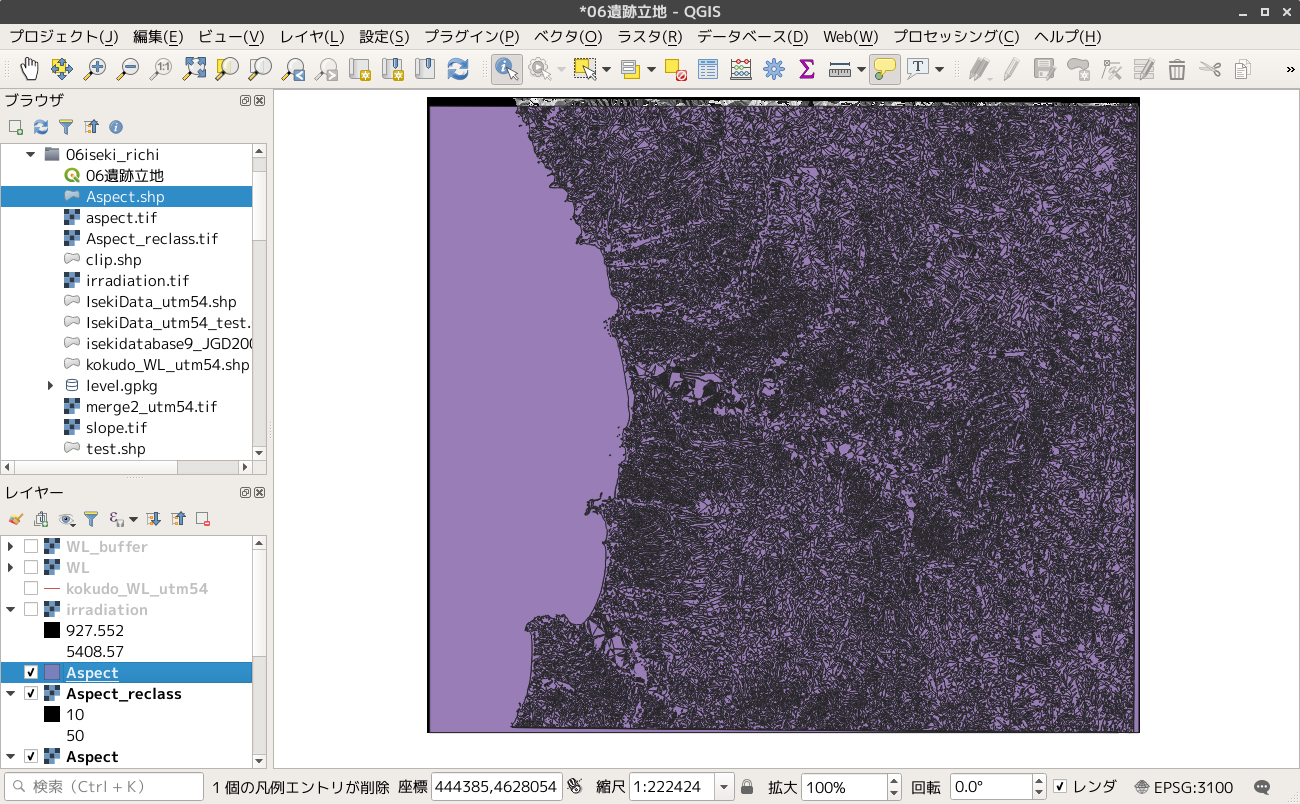 *06遺跡立地 - QGIS
プロジェクト(J) 編集(E) ビュー(V) レイヤ(L) 設定(S) プラグイン(P) ベクタ(O) ラスタ(R) データベース(D) Web(W) プロセッシング(C) ヘルプ(H)
ブラウザ
06iseki_richi
06遺跡立地
Aspect.shp
aspect.tif
Aspect_reclass.tif
clip.shp
irradiation.tif
IsekiData_utm54.shp
IsekiData_utm54_test.
isekidatabase9_JGD200
kokudo_WL_utm54.shp
level.gpkg
merge2_utm54.tif
slope.tif
test.shp
レイヤー
WL_buffer
WL
kokudo_WL_utm54
irradiation
927.552
5408.57
Aspect
Aspect_reclass
10
50
Aspect
検索（Ctrl + K） 1 個の凡例エントリが削除 座標 444385,4628054 縮尺 1:222424 拡大 100% 回転 0.0° レンダ EPSG:3100